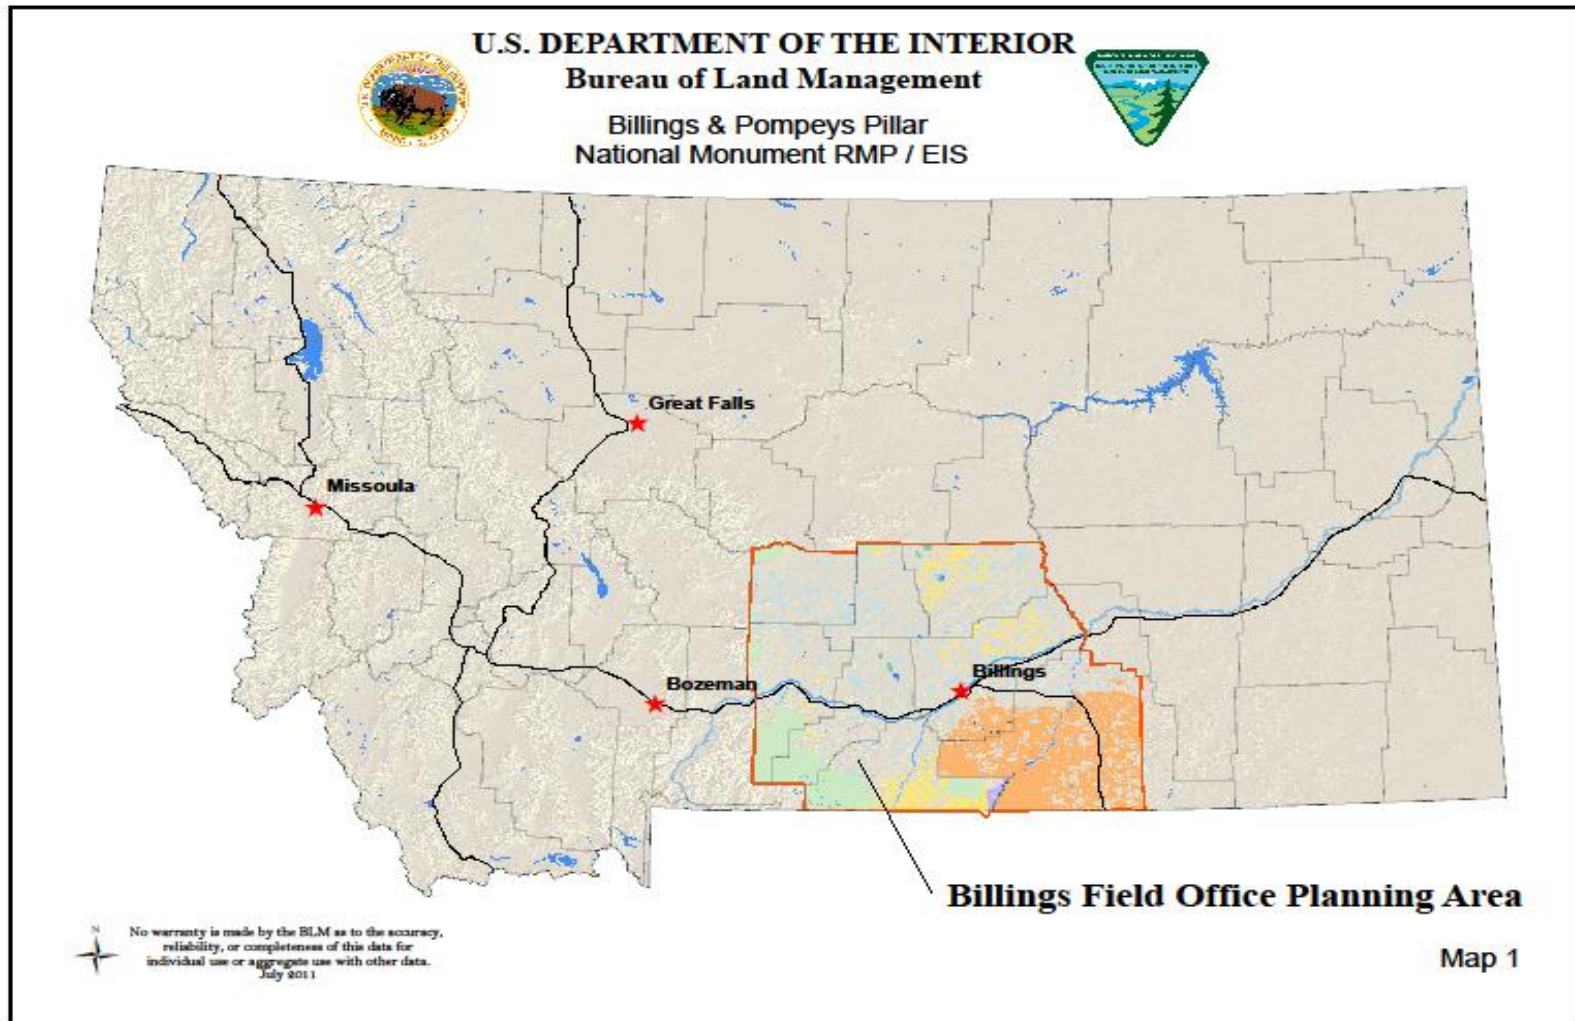 U.S. DEPARTMENT OF THE INTERIOR
Bureau of Land Management
Billings & Pompeys Pillar
National Monument RMP / EIS
Great Falls
Missoula
Billings
Bozeman
Billings Field Office Planning Area
N
No warranty is made by the BLM as to the accuracy,
reliability, or completeness of this data for
individual use or aggregate use with other data.
July 2011
Map 1